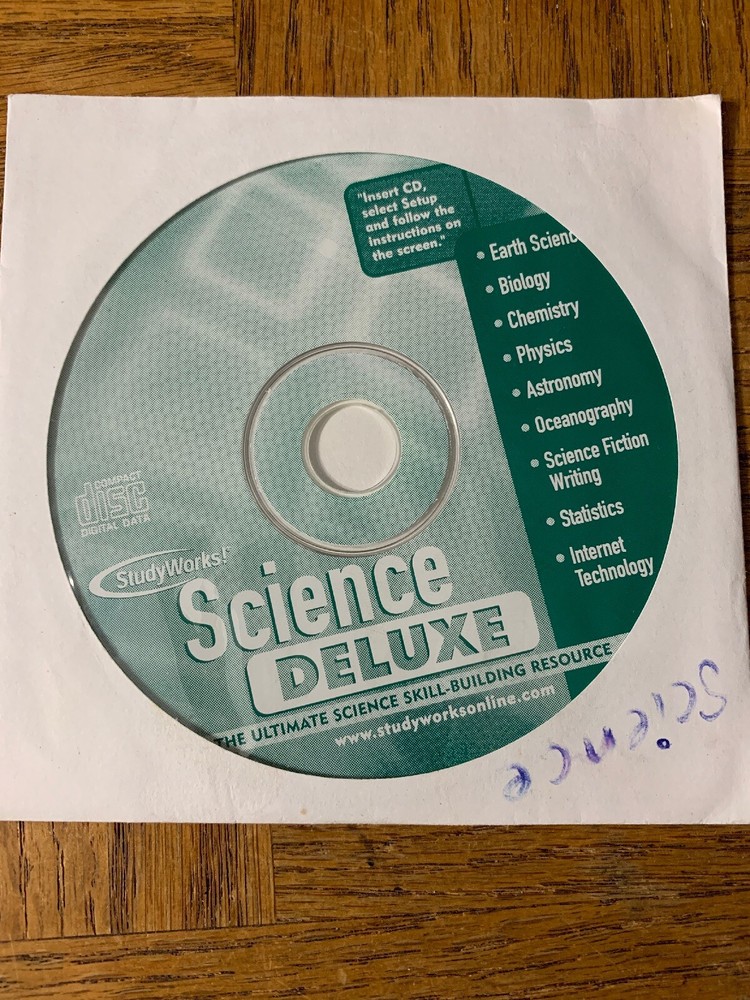 "Insert CD,
select Setup
and follow the
instructions on
the screen."
• Earth Scienc
• Biology
• Chemistry
• Physics
• Astronomy
• Oceanography
• Science Fiction
Writing
• Statistics
• Internet
Technology
COMPACT
disc
DIGITAL DATA
StudyWorks!™
Science
DELUXE
THE ULTIMATE SCIENCE SKILL-BUILDING RESOURCE
www.studyworksonline.com
Science